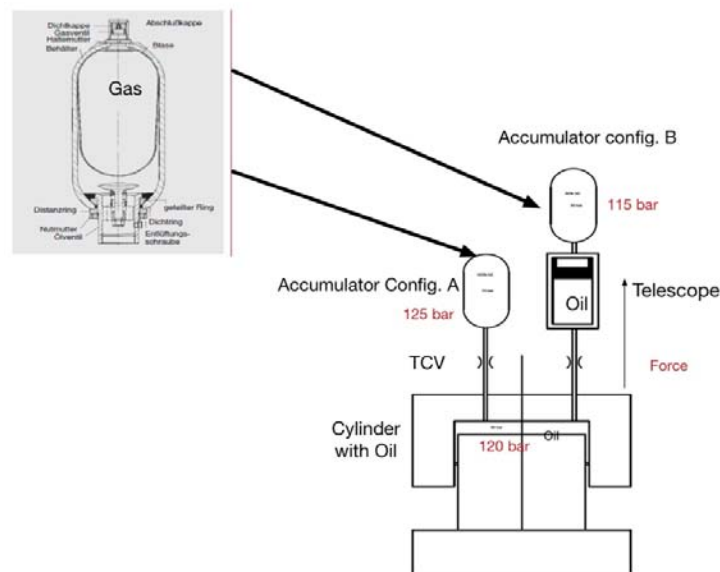 Dichtkappe
Abschlußkappe
Gasventil
Haltemutter
Behälter
Blase
Gas
Distanzring
geteilter Ring
Nutmutter
Dichtring
Ölventil
Entlüftungs-
schraube
Accumulator config. B
115 bar
Accumulator Config. A
125 bar
Oil
Telescope
TCV
Force
Cylinder
with Oil
Oil
120 bar